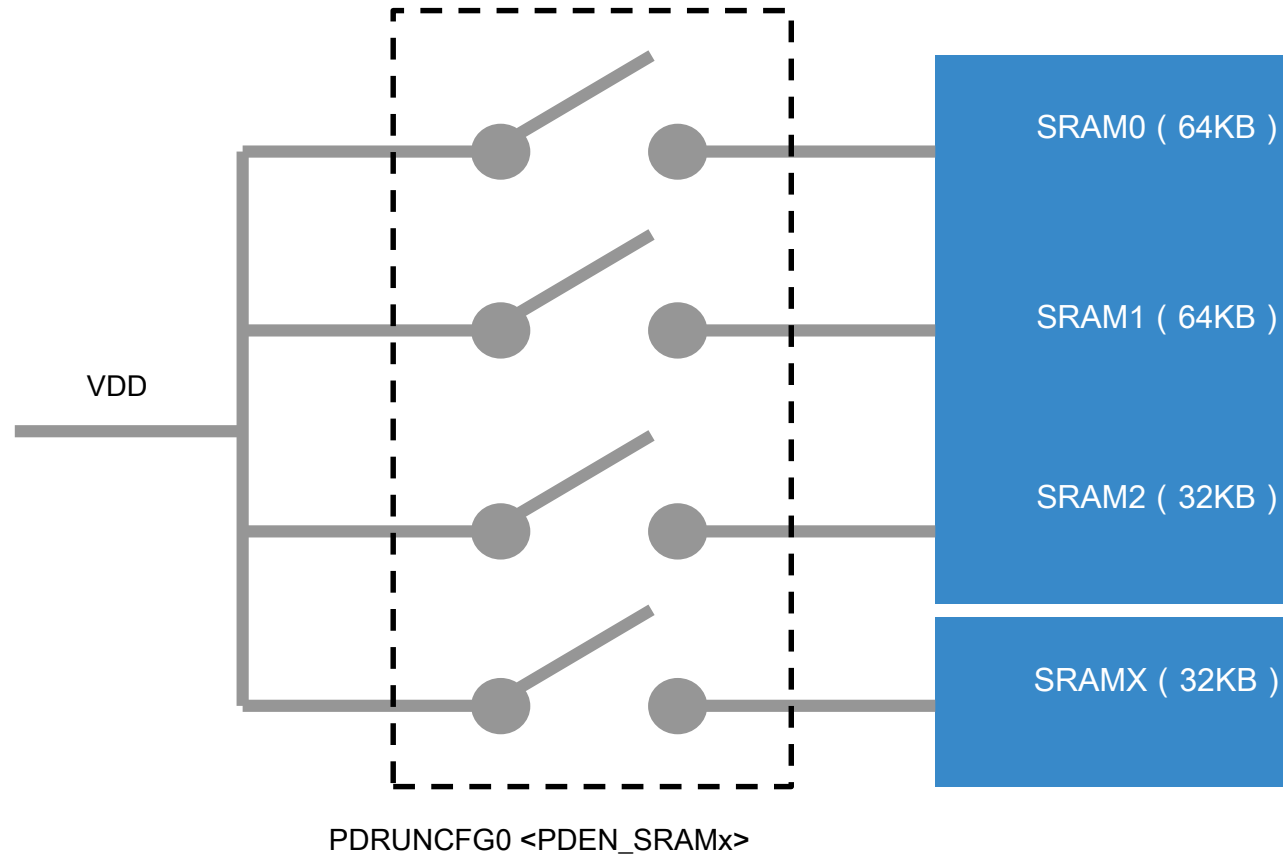 SRAM0 ( 64KB )
SRAM1 ( 64KB )
VDD
SRAM2 ( 32KB )
SRAMX ( 32KB )
PDRUNCFG0 <PDEN_SRAMx>